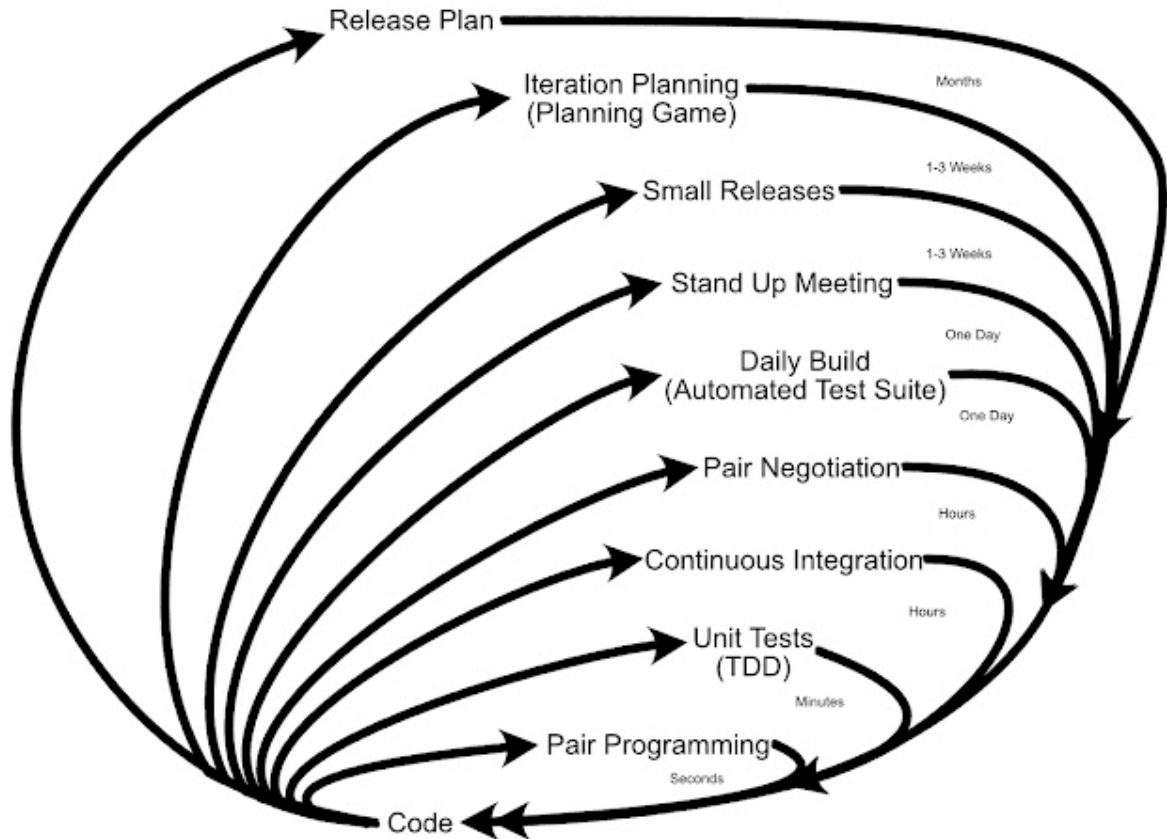 Release Plan
Months
Iteration Planning
(Planning Game)
1-3 Weeks
Small Releases
1-3 Weeks
Stand Up Meeting
One Day
Daily Build
(Automated Test Suite)
One Day
Pair Negotiation
Hours
Continuous Integration
Hours
Unit Tests
(TDD)
Minutes
Pair Programming
Seconds
Code